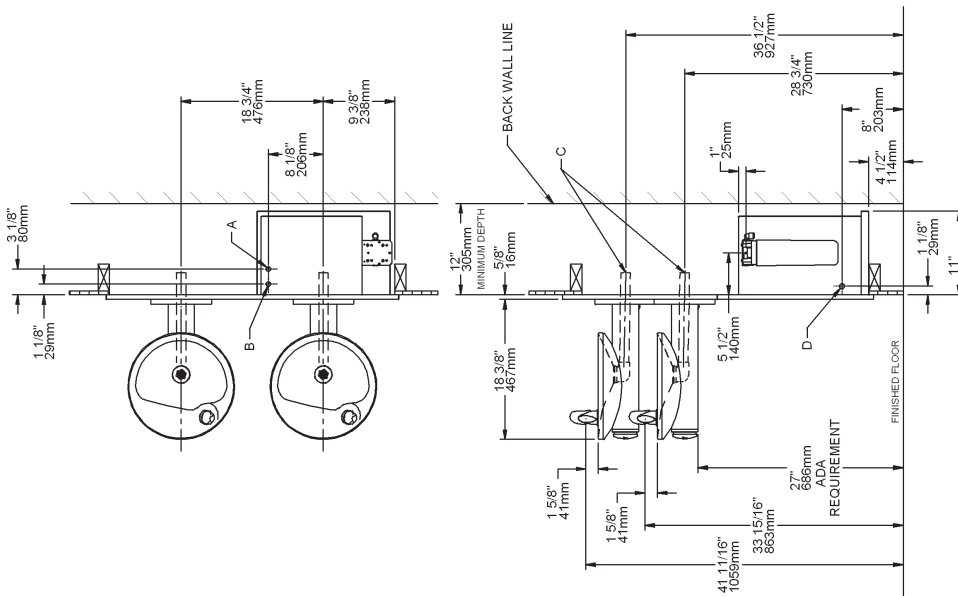 18 3/4"
476mm
9 3/8"
238mm
8 1/8"
206mm
3 1/8"
80mm
A
B
1 1/8"
29mm
BACK WALL LINE
C
36 1/2"
927mm
28 3/4"
730mm
8"
203mm
4 1/2"
114mm
1"
25mm
12"
305mm
MINIMUM DEPTH
5/8"
16mm
1 1/8"
29mm
11"
5 1/2"
140mm
D
18 3/8"
467mm
FINISHED FLOOR
27"
686mm
ADA
REQUIREMENT
1 5/8"
41mm
1 5/8"
41mm
33 15/16"
863mm
41 11/16"
1059mm